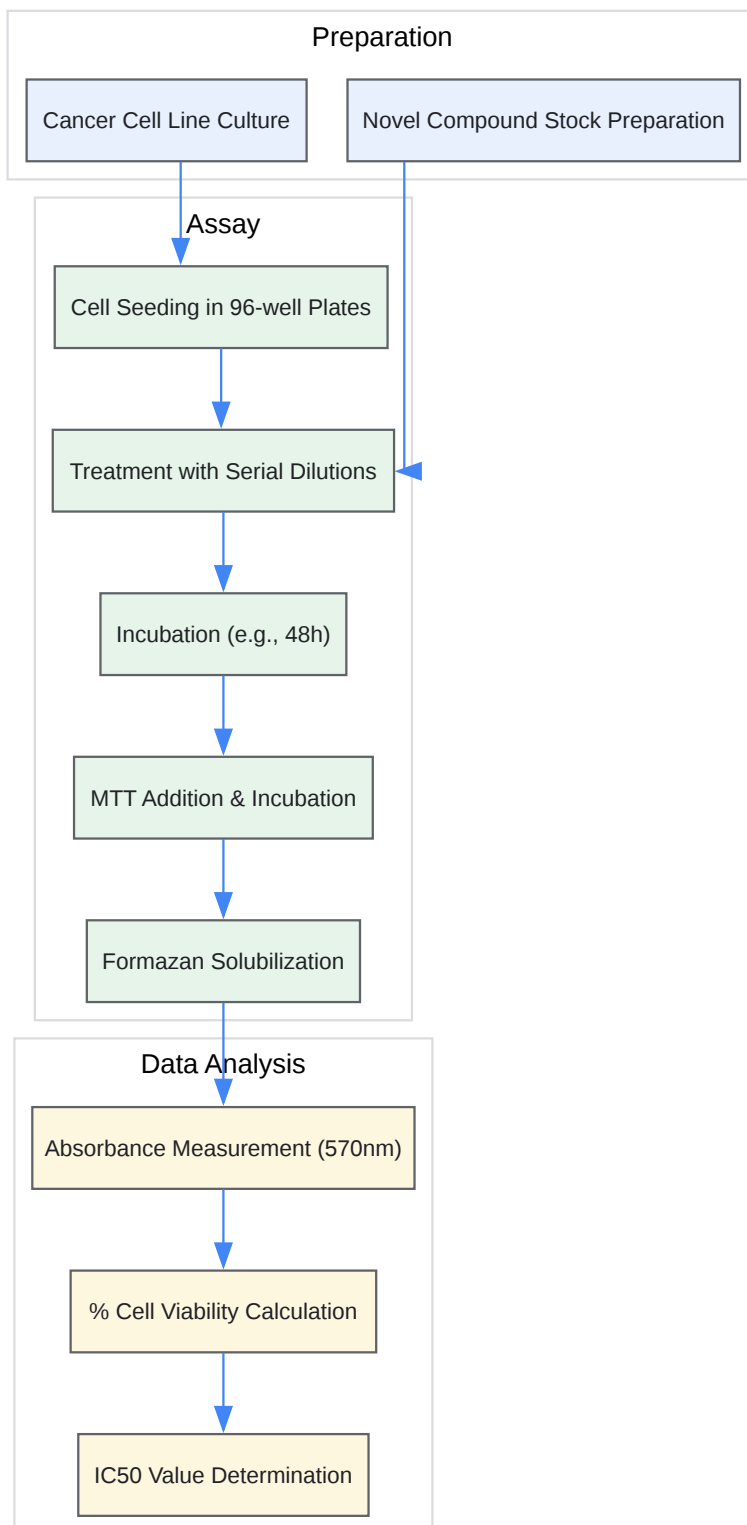 Preparation
Cancer Cell Line Culture
Novel Compound Stock Preparation
Assay
Cell Seeding in 96-well Plates
Treatment with Serial Dilutions
Incubation (e.g., 48h)
MTT Addition & Incubation
Formazan Solubilization
Data Analysis
Absorbance Measurement (570nm)
% Cell Viability Calculation
IC50 Value Determination